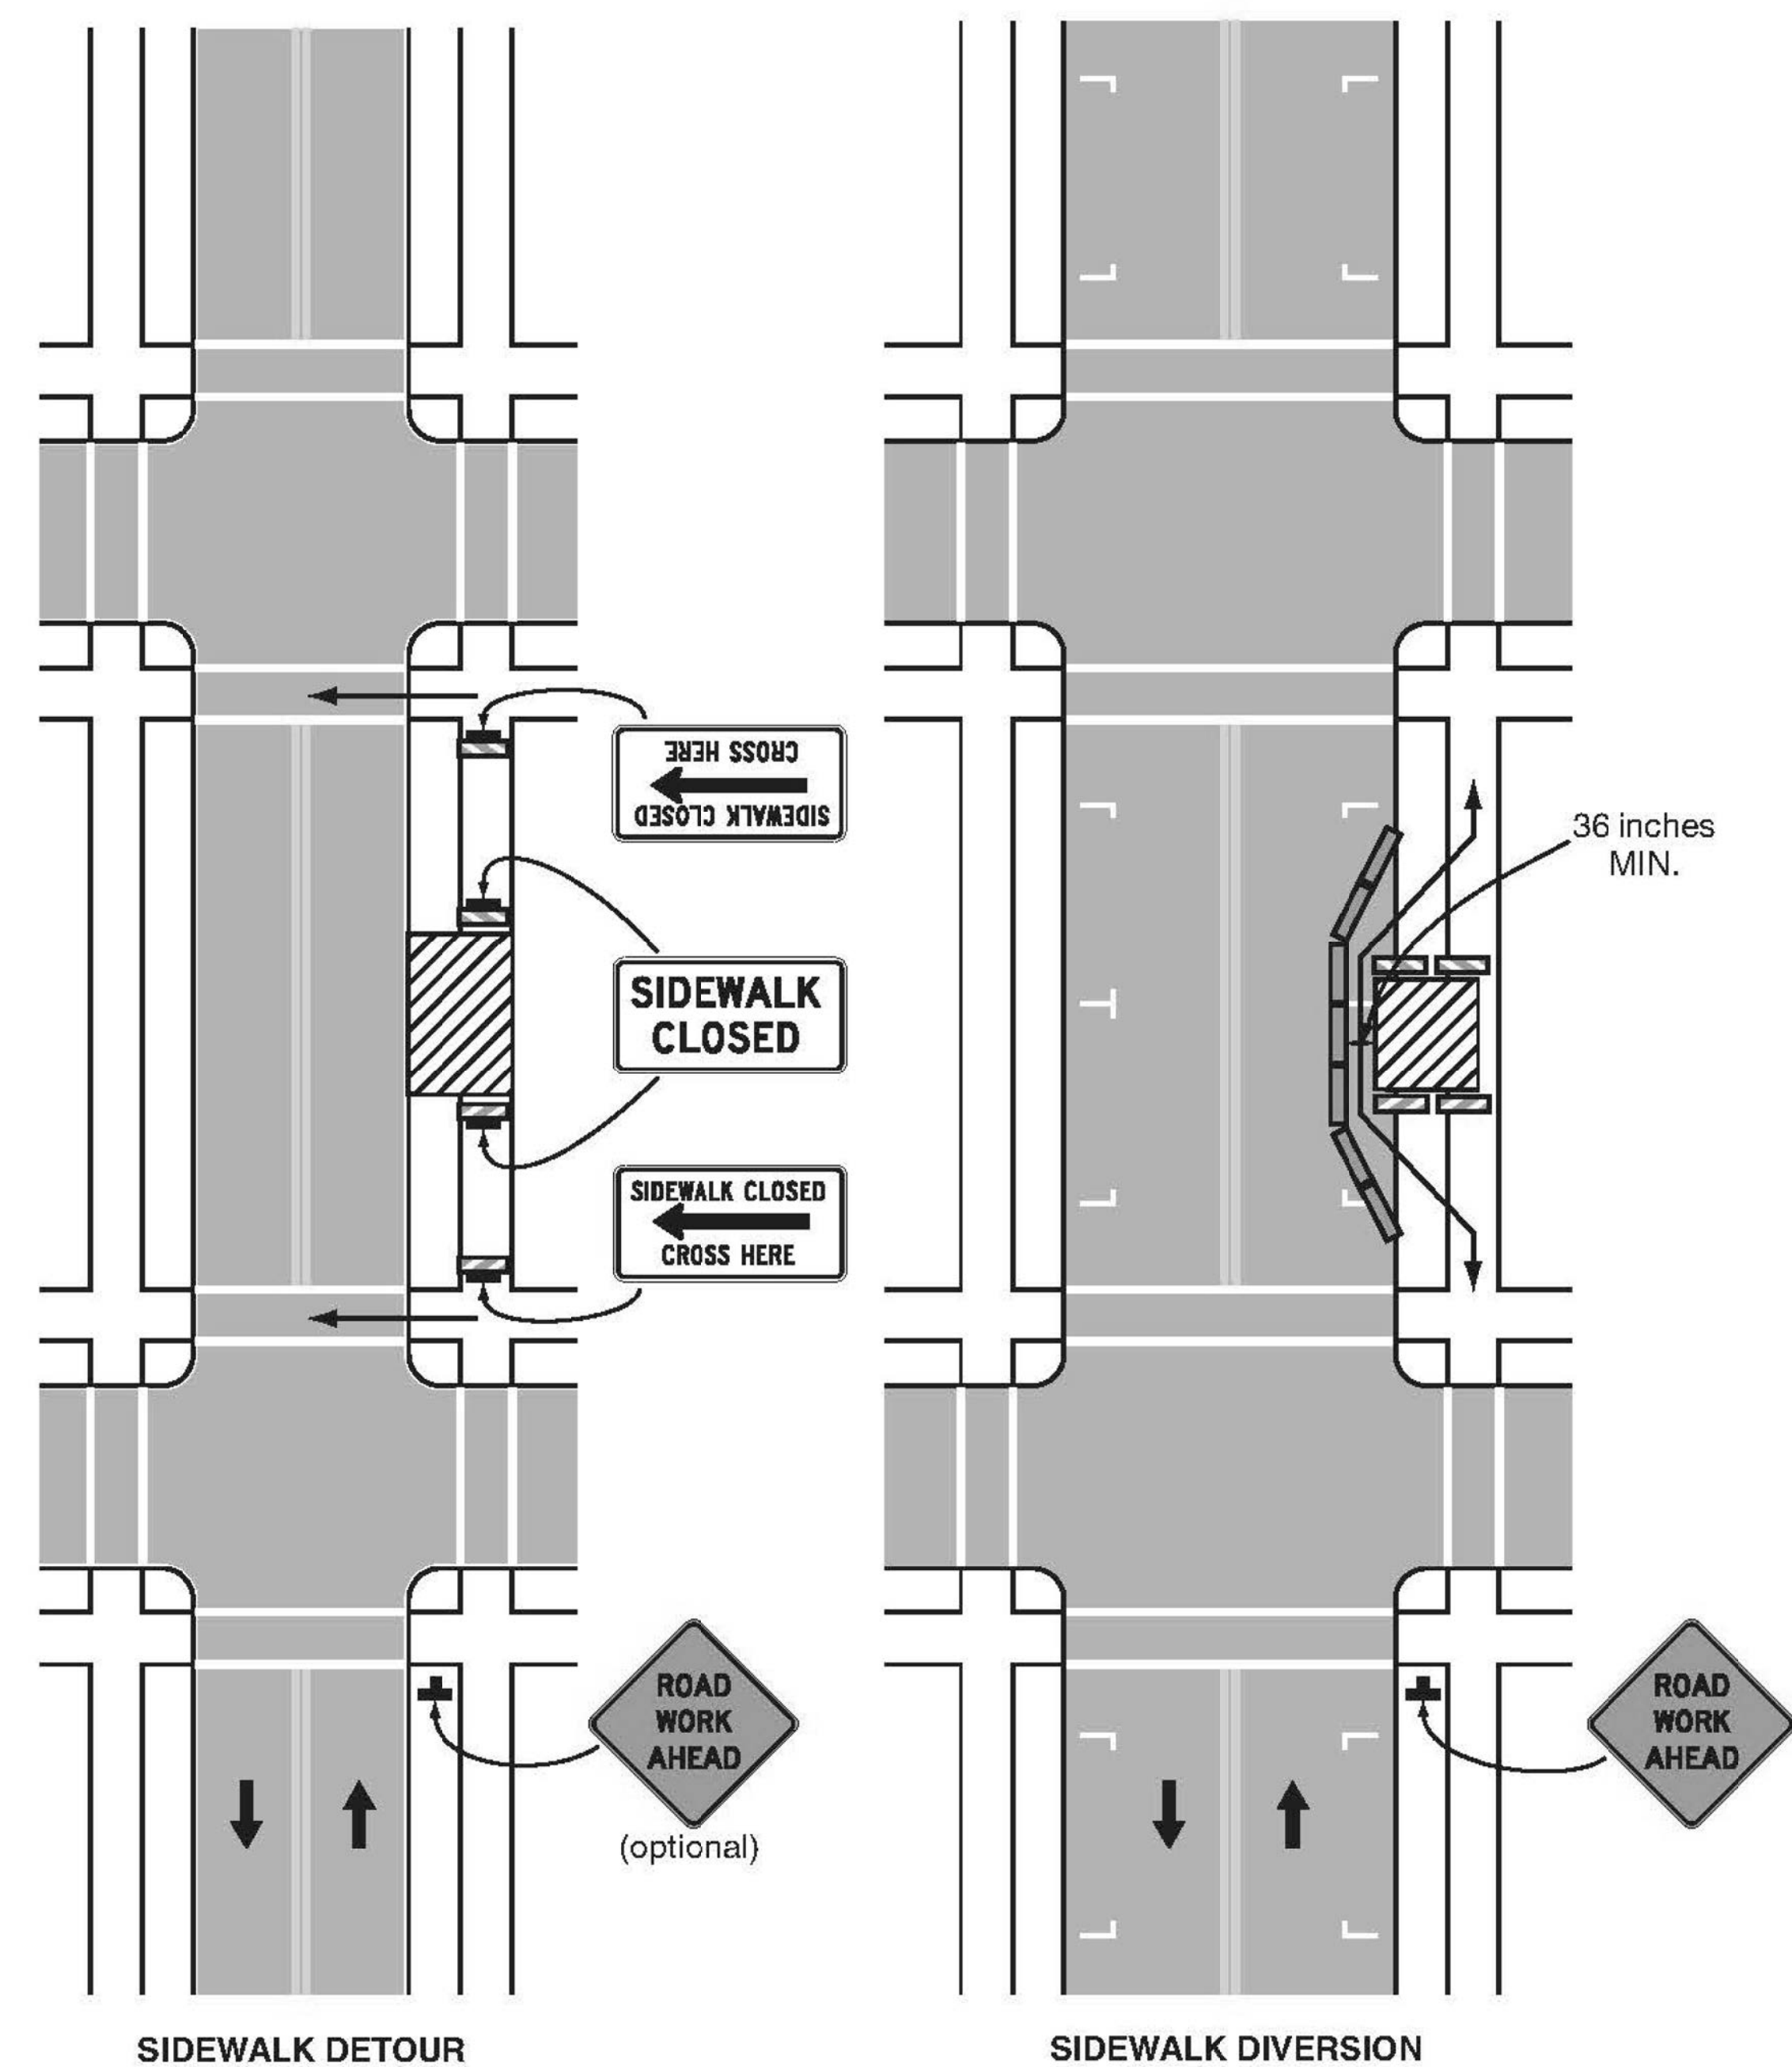 CROSS HERE
SIDEWALK CLOSED
36 inches
MIN.
SIDEWALK
CLOSED
SIDEWALK CLOSED
CROSS HERE
ROAD
WORK
AHEAD
(optional)
ROAD
WORK
AHEAD
SIDEWALK DETOUR
SIDEWALK DIVERSION